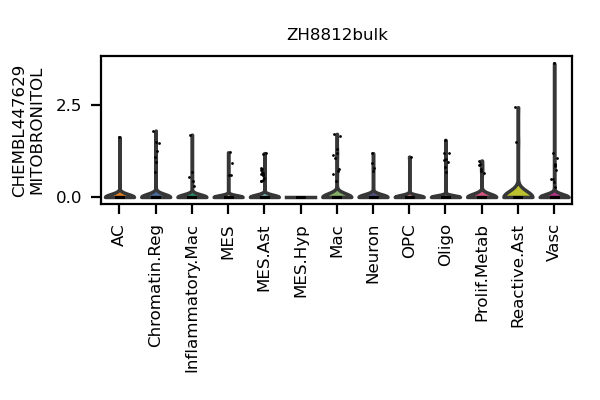 ZH8812bulk
CHEMBL447629
MITOBRONITOL
2.5
0.0
AC
Chromatin.Reg
Inflammatory.Mac
MES
MES.Ast
MES.Hyp
Mac
Neuron
OPC
Oligo
Prolif.Metab
Reactive.Ast
Vasc